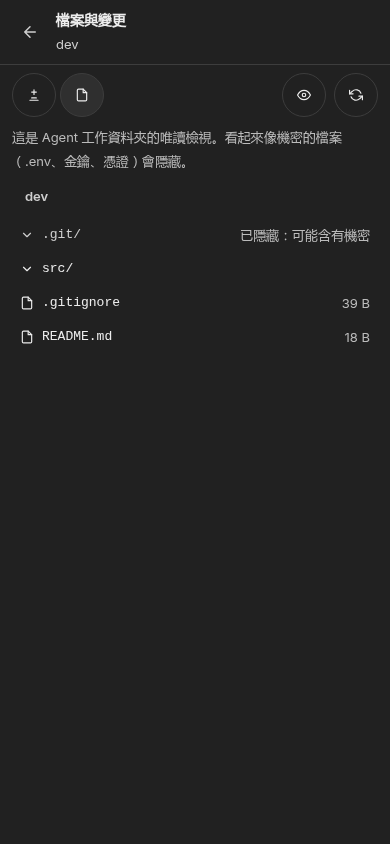 檔案與變更
dev
這是 Agent 工作資料夾的唯讀檢視。看起來像機密的檔案
（.env、金鑰、憑證）會隱藏。
dev
.git/ 已隱藏：可能含有機密
src/
.gitignore 39 B
README.md 18 B